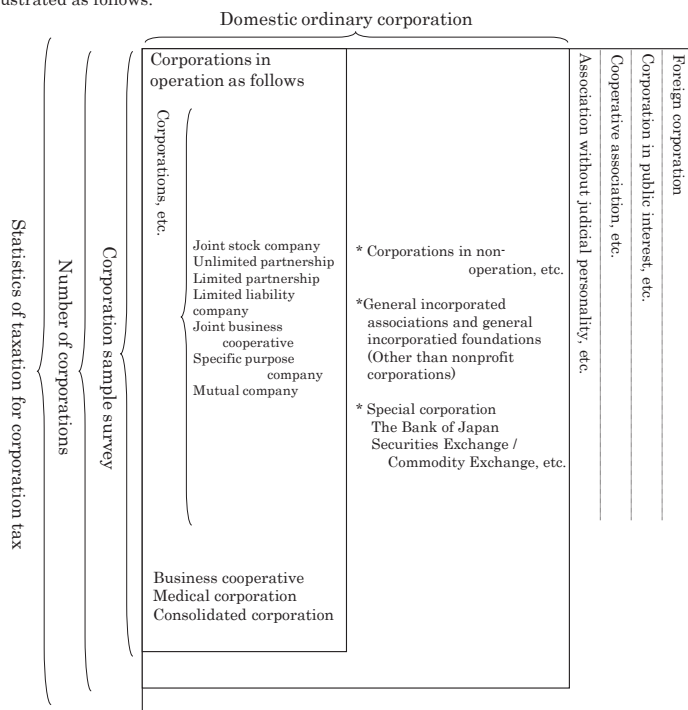 ustrated as follows:
Domestic ordinary corporation
Statistics of taxation for corporation tax
Number of corporations
Corporation sample survey
Corporations in
operation as follows
Corporations, etc.
Joint stock company
Unlimited partnership
Limited partnership
Limited liability
company
Joint business
cooperative
Specific purpose
company
Mutual company
Business cooperative
Medical corporation
Consolidated corporation
* Corporations in non-
operation, etc.
*General incorporated
associations and general
incorporatied foundations
(Other than nonprofit
corporations)
* Special corporation
The Bank of Japan
Securities Exchange /
Commodity Exchange, etc.
Association without judicial personality, etc.
Cooperative association, etc.
Corporation in public interest, etc.
Foreign corporation